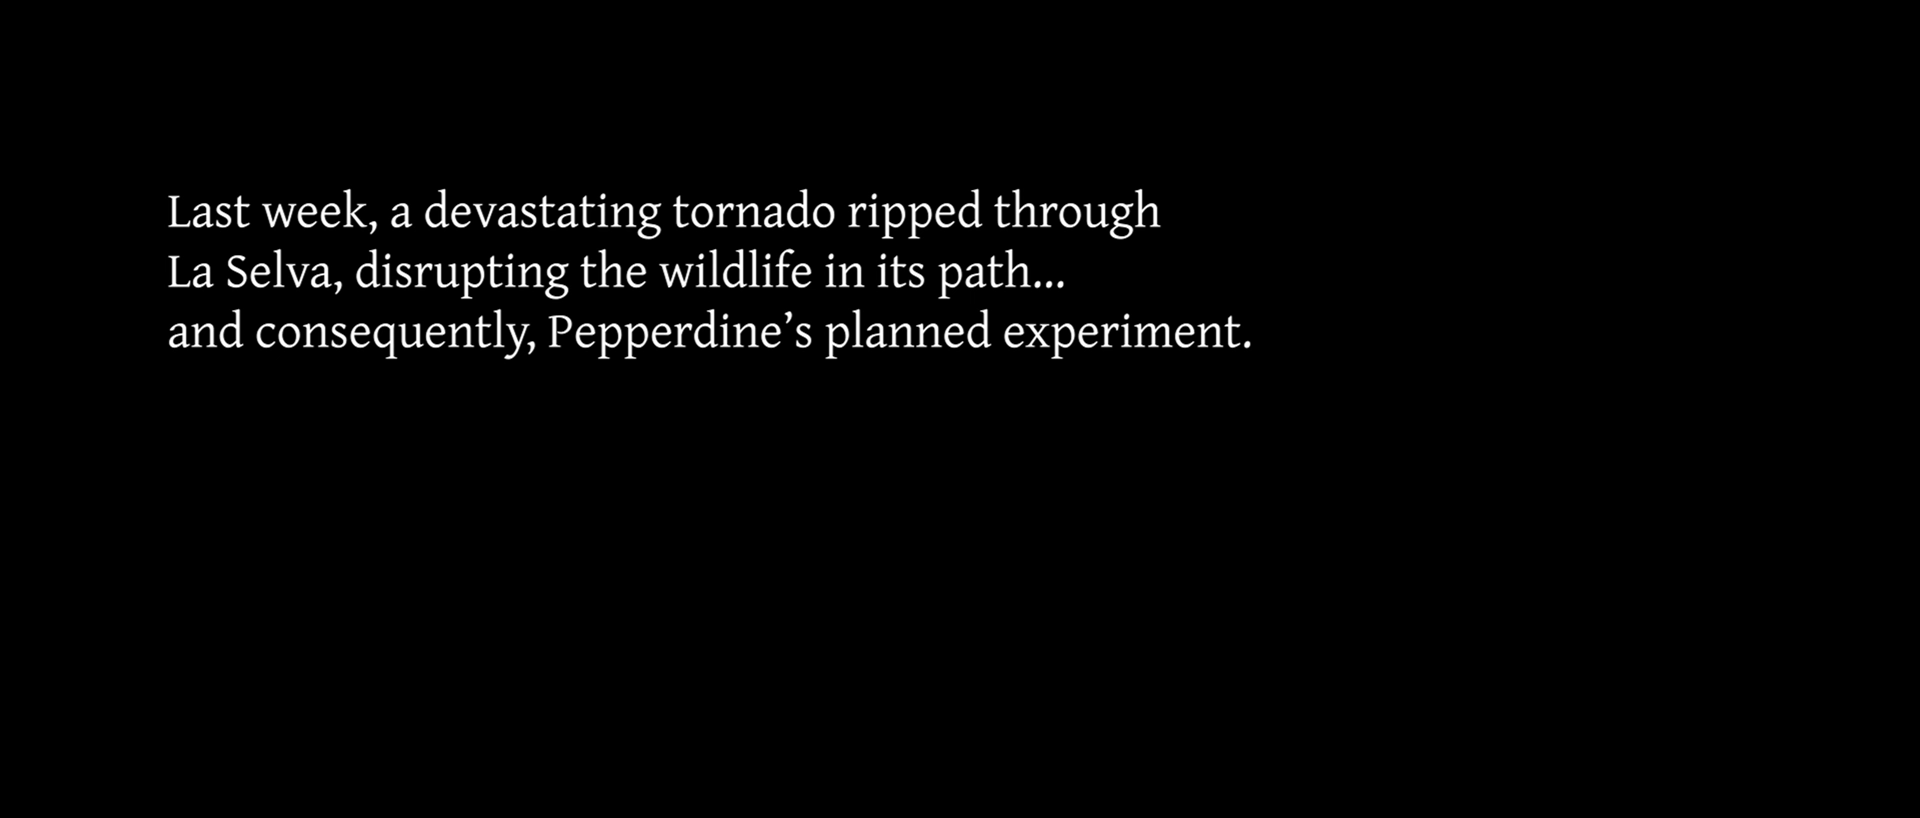 Last week, a devastating tornado ripped through
La Selva, disrupting the wildlife in its path...
and consequently, Pepperdine’s planned experiment.